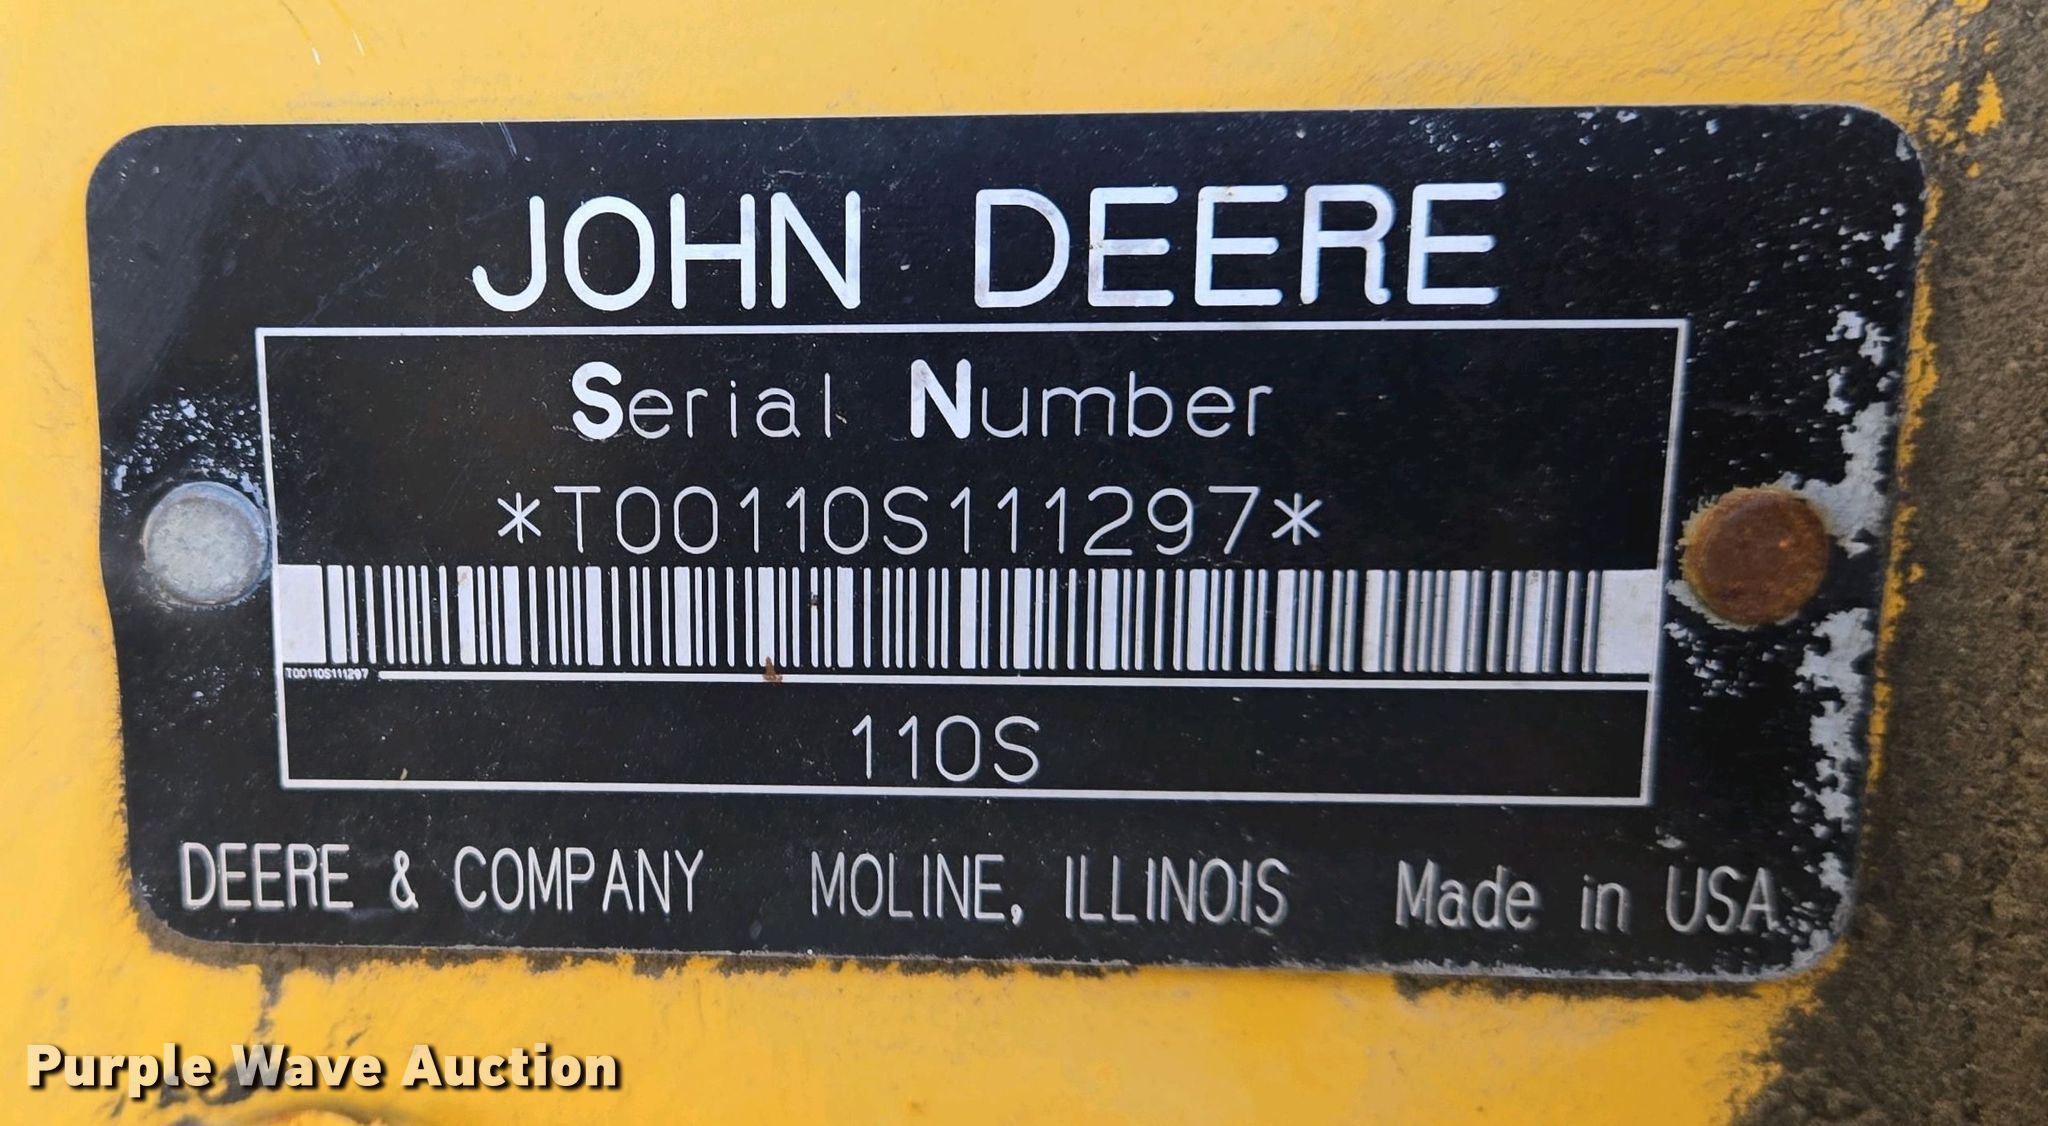 JOHN DEERE
Serial Number
*T00110S111297*
T00110S111297
110S
DEERE & COMPANY MOLINE, ILLINOIS Made in USA
Purple Wave Auction